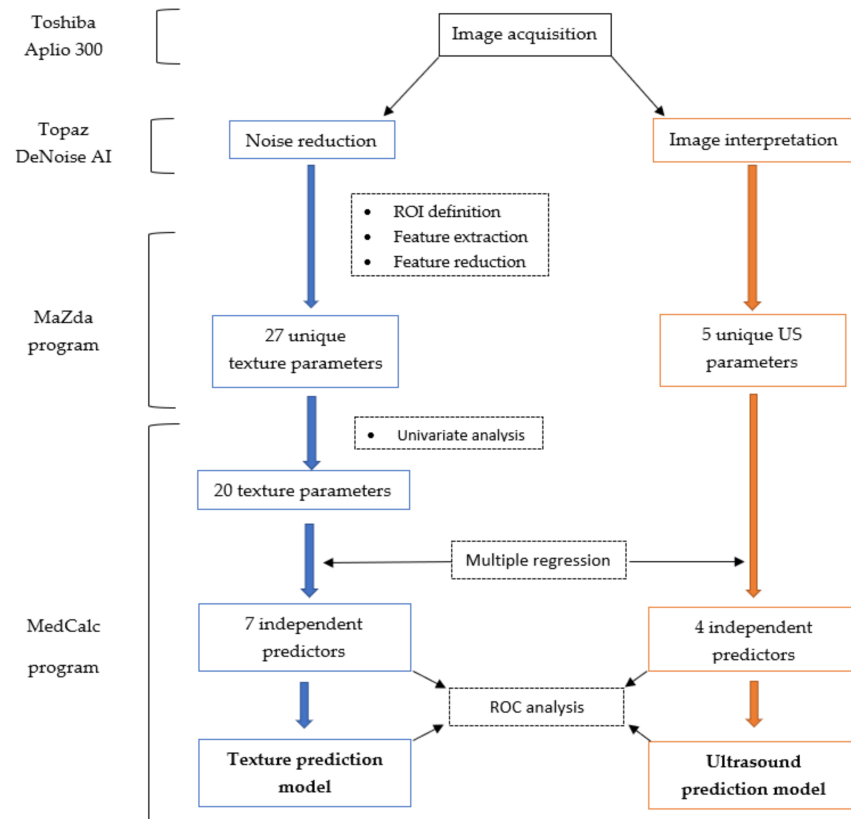 Toshiba
Aplio 300
Image acquisition
Topaz
DeNoise AI
Noise reduction
Image interpretation
• ROI definition
• Feature extraction
• Feature reduction
MaZda
program
27 unique
texture parameters
5 unique US
parameters
• Univariate analysis
20 texture parameters
Multiple regression
MedCalc
program
7 independent
predictors
4 independent
predictors
ROC analysis
Texture prediction
model
Ultrasound
prediction model